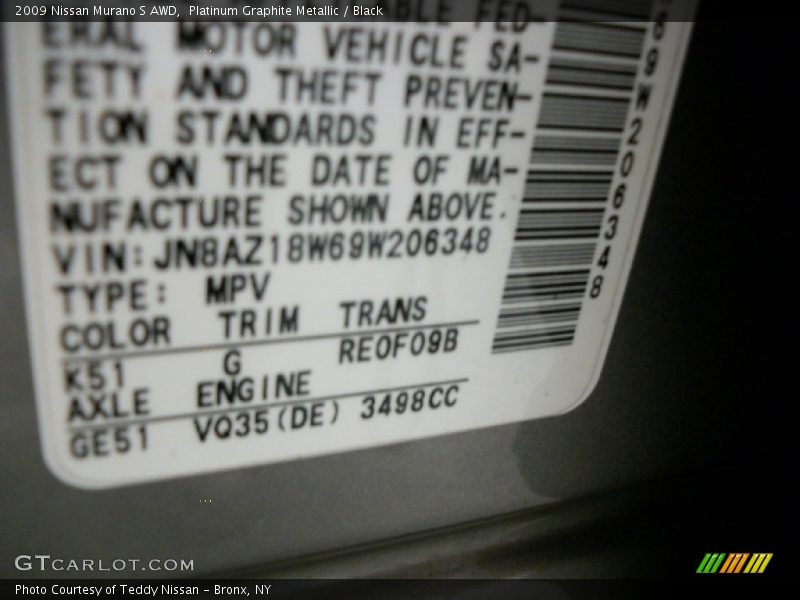 2009 Nissan Murano S AWD, Platinum Graphite Metallic / Black
FED-
ERAL MOTOR VEHICLE SA-
FETY AND THEFT PREVEN-
TION STANDARDS IN EFF-
ECT ON THE DATE OF MA-
NUFACTURE SHOWN ABOVE.
VIN:JN8AZ18W69W206348
TYPE: MPV
COLOR TRIM TRANS
K51 G RE0F09B
AXLE ENGINE
GE51 VQ35(DE) 3498CC
69W206348
GTCARLOT.COM
Photo Courtesy of Teddy Nissan - Bronx, NY